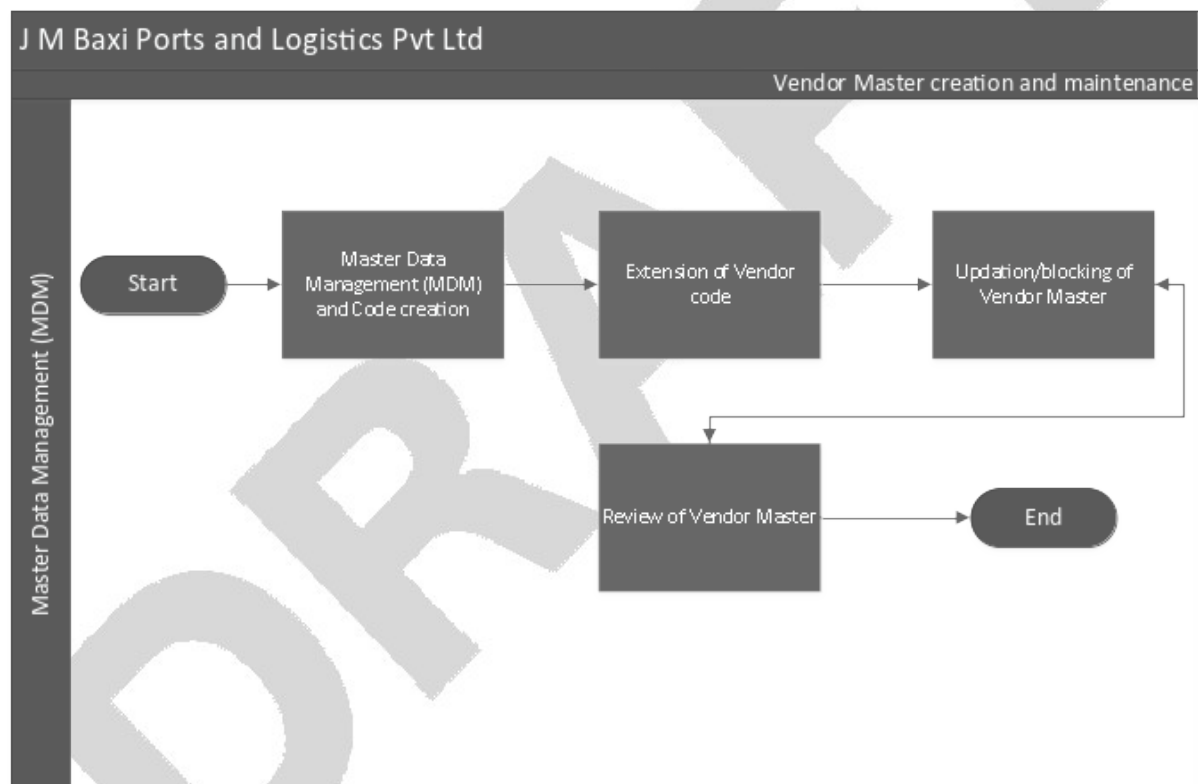 J M Baxi Ports and Logistics Pvt Ltd
Vendor Master creation and maintenance
Master Data Management (MDM)
Start
Master Data
Management (MDM)
and Code creation
Extension of Vendor
code
Updation/blocking of
Vendor Master
Review of Vendor Master
End
DRAFT